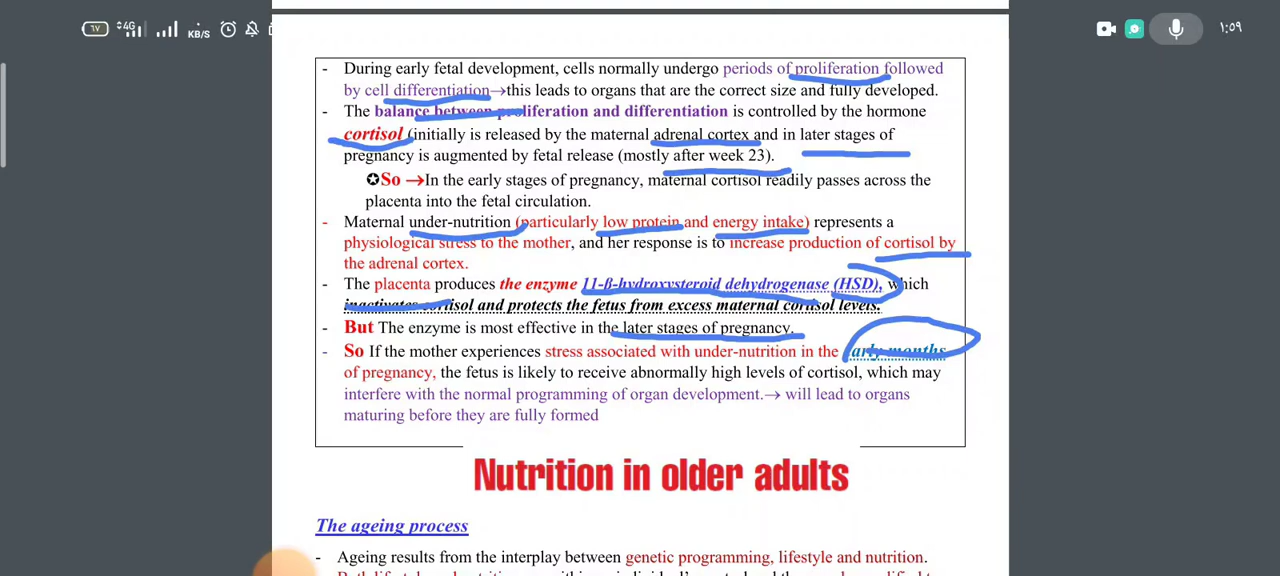 4G
KB/S
١:٥٩
- During early fetal development, cells normally undergo periods of proliferation followed
by cell differentiation→this leads to organs that are the correct size and fully developed.
- The balance between proliferation and differentiation is controlled by the hormone
cortisol (initially is released by the maternal adrenal cortex and in later stages of
pregnancy is augmented by fetal release (mostly after week 23).
✪So →In the early stages of pregnancy, maternal cortisol readily passes across the
placenta into the fetal circulation.
- Maternal under-nutrition (particularly low protein and energy intake) represents a
physiological stress to the mother, and her response is to increase production of cortisol by
the adrenal cortex.
- The placenta produces the enzyme 11-ß-hydroxysteroid dehydrogenase (HSD), which
inactivates cortisol and protects the fetus from excess maternal cortisol levels.
- But The enzyme is most effective in the later stages of pregnancy.
- So If the mother experiences stress associated with under-nutrition in the early months
of pregnancy, the fetus is likely to receive abnormally high levels of cortisol, which may
interfere with the normal programming of organ development.→ will lead to organs
maturing before they are fully formed
Nutrition in older adults
The ageing process
- Ageing results from the interplay between genetic programming, lifestyle and nutrition.